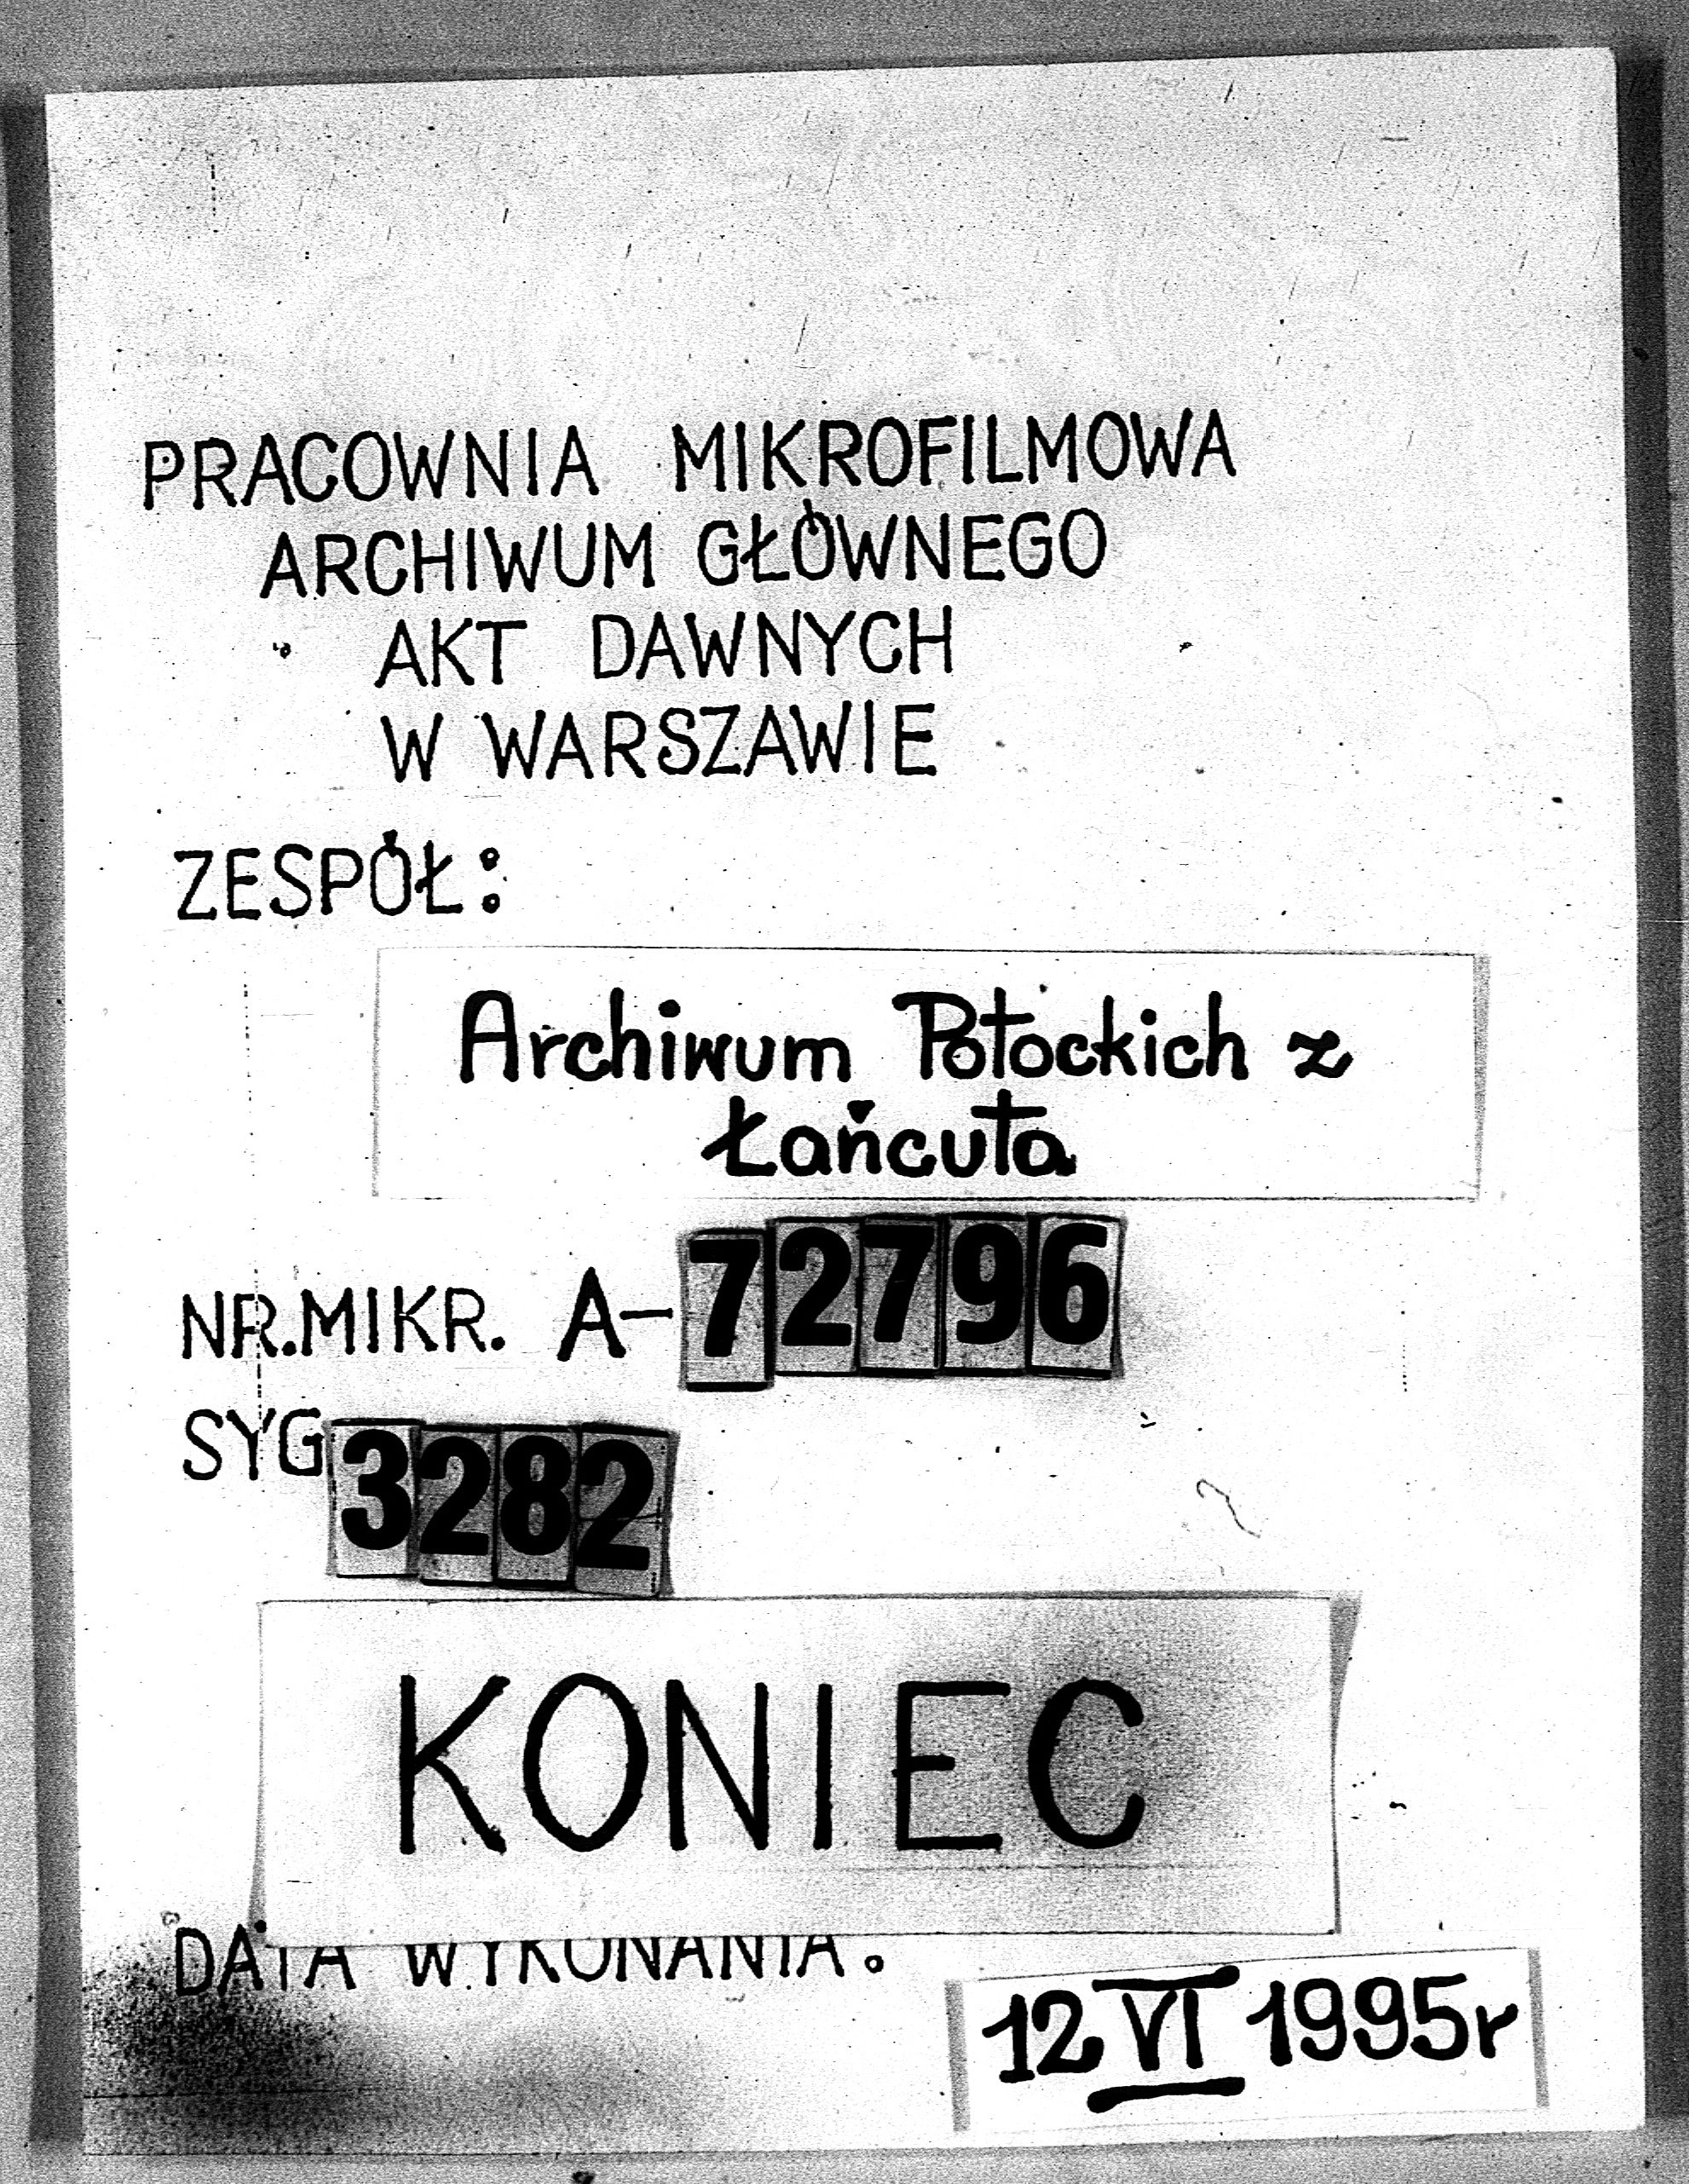 PRACOWNIA MIKROFILMOWA
ARCHIWUM GŁÓWNEGO
AKT DAWNYCH
W WARSZAWIE
ZESPÓŁ:
Archiwum Potockich z
Łańcuta
NR.MIKR. A-72796
SYG 3282
KONIEC
DATA WYKONANIA:
12 VI 1995r